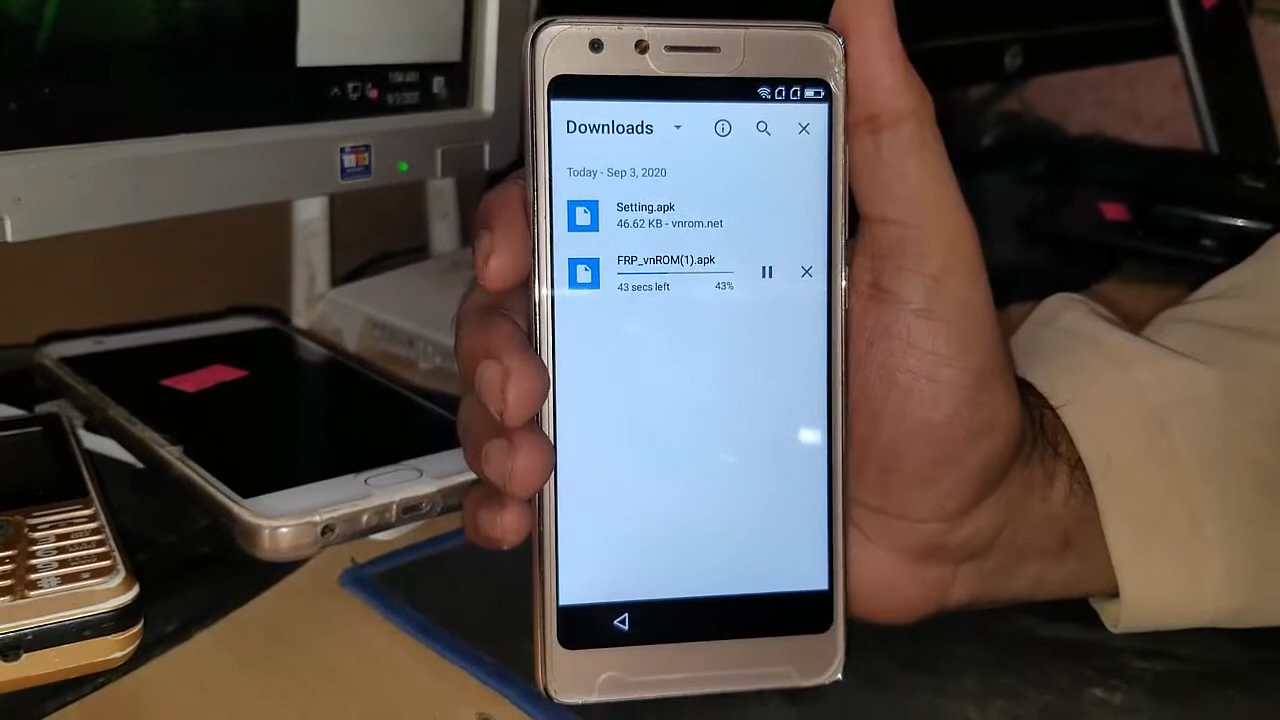 Downloads
Today - Sep 3, 2020
Setting.apk
46.62 KB - vnrom.net
FRP_vnROM(1).apk
43 secs left
43%